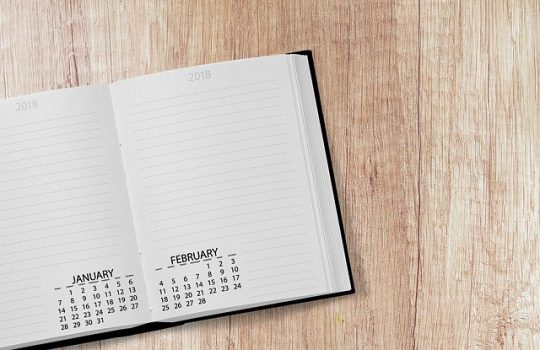 2018
JANUARY
1 2 3 4 5 6
7 8 9 10 11 12 13
14 15 16 17 18 19 20
21 22 23 24 25 26 27
28 29 30 31
2018
FEBRUARY
1 2 3
4 5 6 7 8 9 10
11 12 13 14 15 16 17
18 19 20 21 22 23 24
25 26 27 28